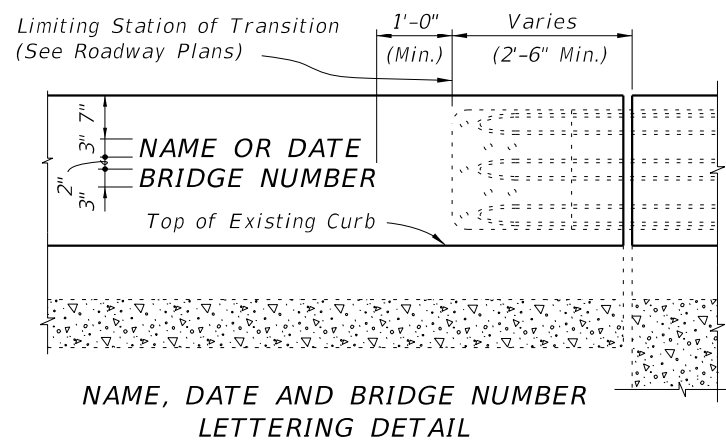 Limiting Station of Transition
(See Roadway Plans)
1'-0"
(Min.)
Varies
(2'-6" Min.)
7"
3"
2"
3"
NAME OR DATE
BRIDGE NUMBER
Top of Existing Curb
NAME, DATE AND BRIDGE NUMBER
LETTERING DETAIL